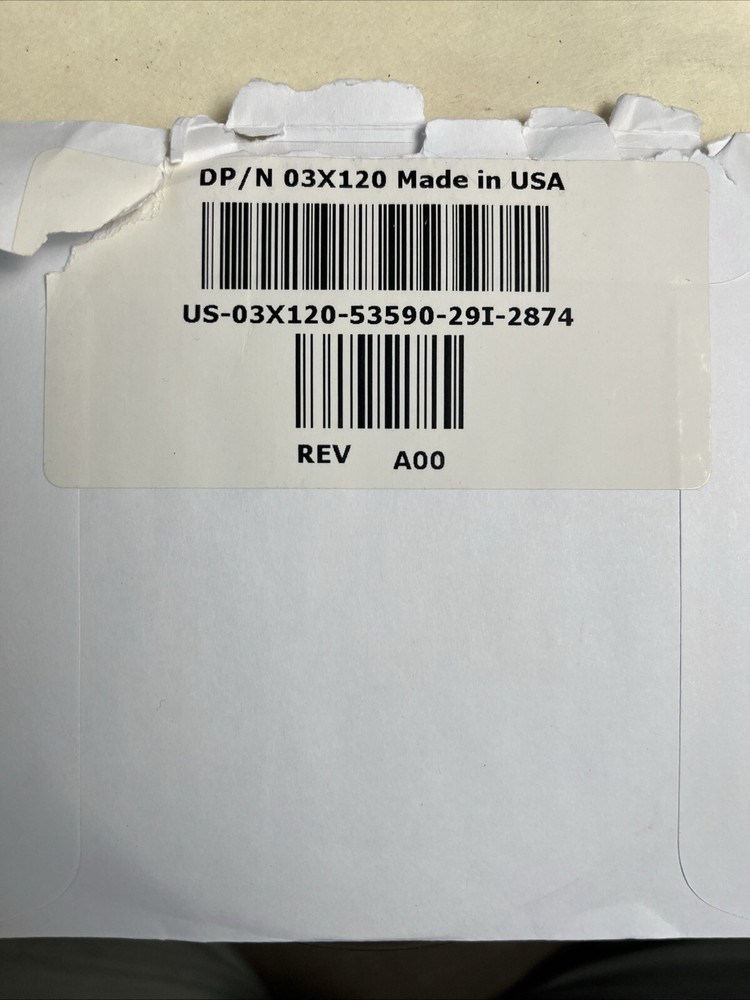 DP/N 03X120 Made in USA
US-03X120-53590-29I-2874
REV A00